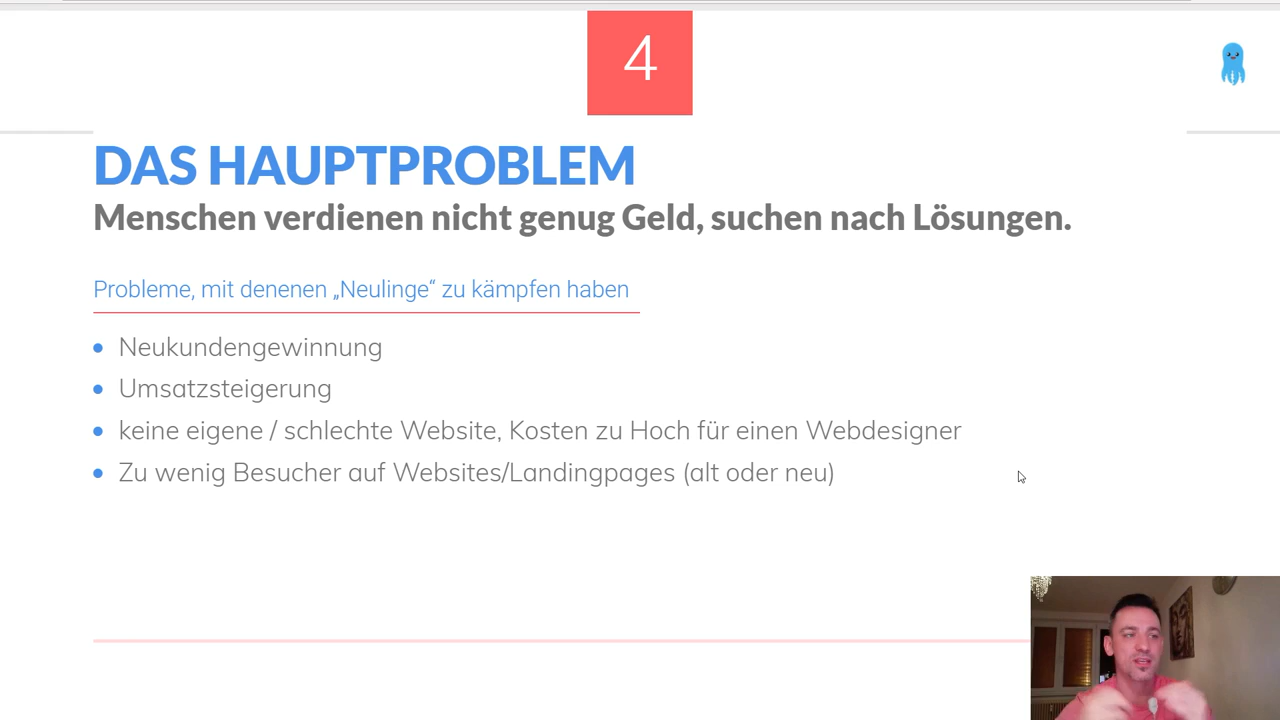 4
DAS HAUPTPROBLEM
Menschen verdienen nicht genug Geld, suchen nach Lösungen.
Probleme, mit denenen „Neulinge“ zu kämpfen haben
Neukundengewinnung
Umsatzsteigerung
keine eigene / schlechte Website, Kosten zu Hoch für einen Webdesigner
Zu wenig Besucher auf Websites/Landingpages (alt oder neu)